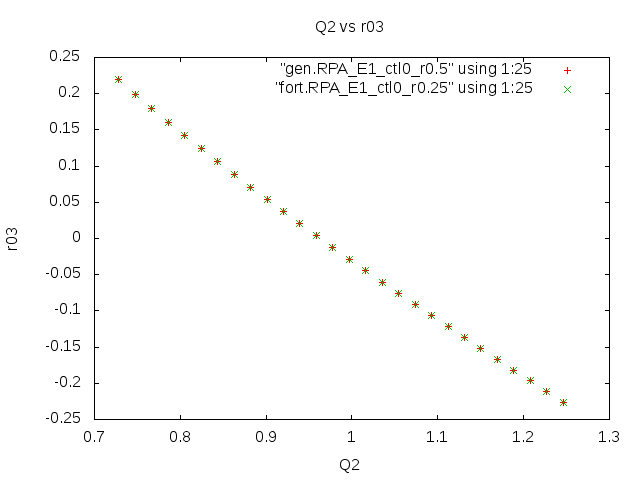 Q2 vs r03
"gen.RPA_E1_ctl0_r0.5" using 1:25
"fort.RPA_E1_ctl0_r0.25" using 1:25
0.25
0.2
0.15
0.1
0.05
0
-0.05
-0.1
-0.15
-0.2
-0.25
r03
0.7 0.8 0.9 1 1.1 1.2 1.3
Q2